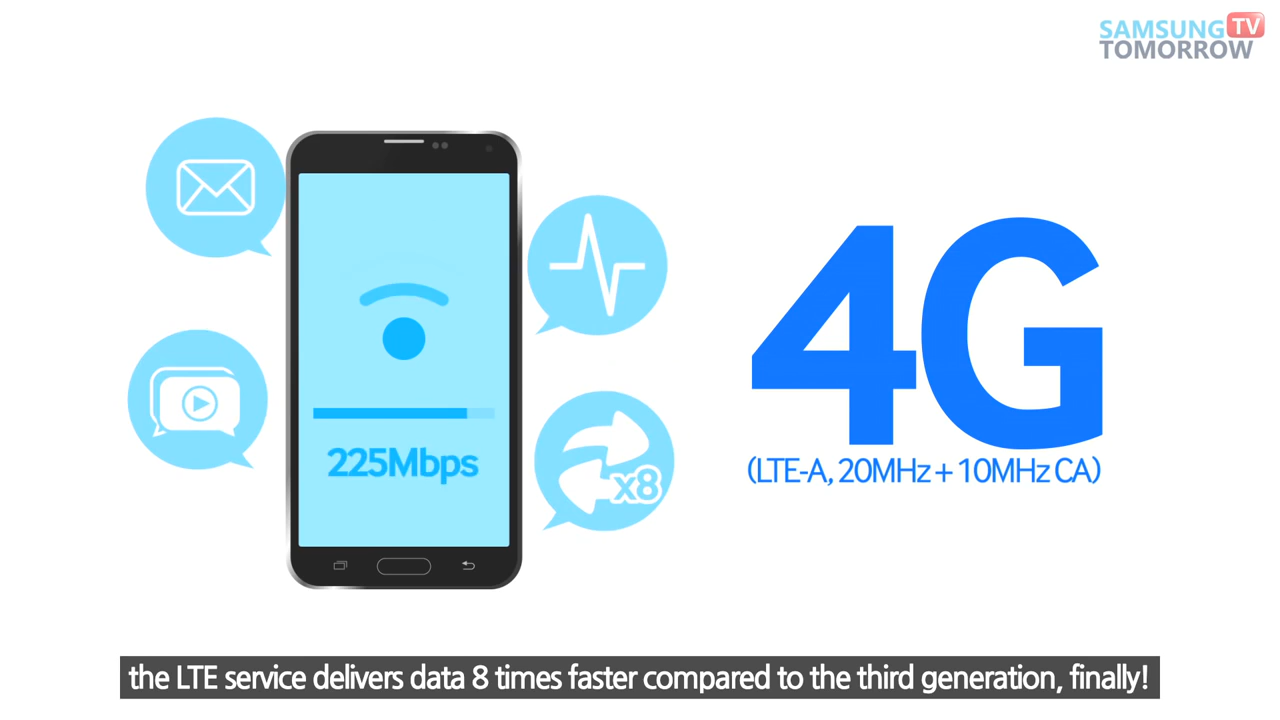 SAMSUNG TV
TOMORROW
4G
(LTE-A, 20MHz + 10MHz CA)
225Mbps
x8
the LTE service delivers data 8 times faster compared to the third generation, finally!